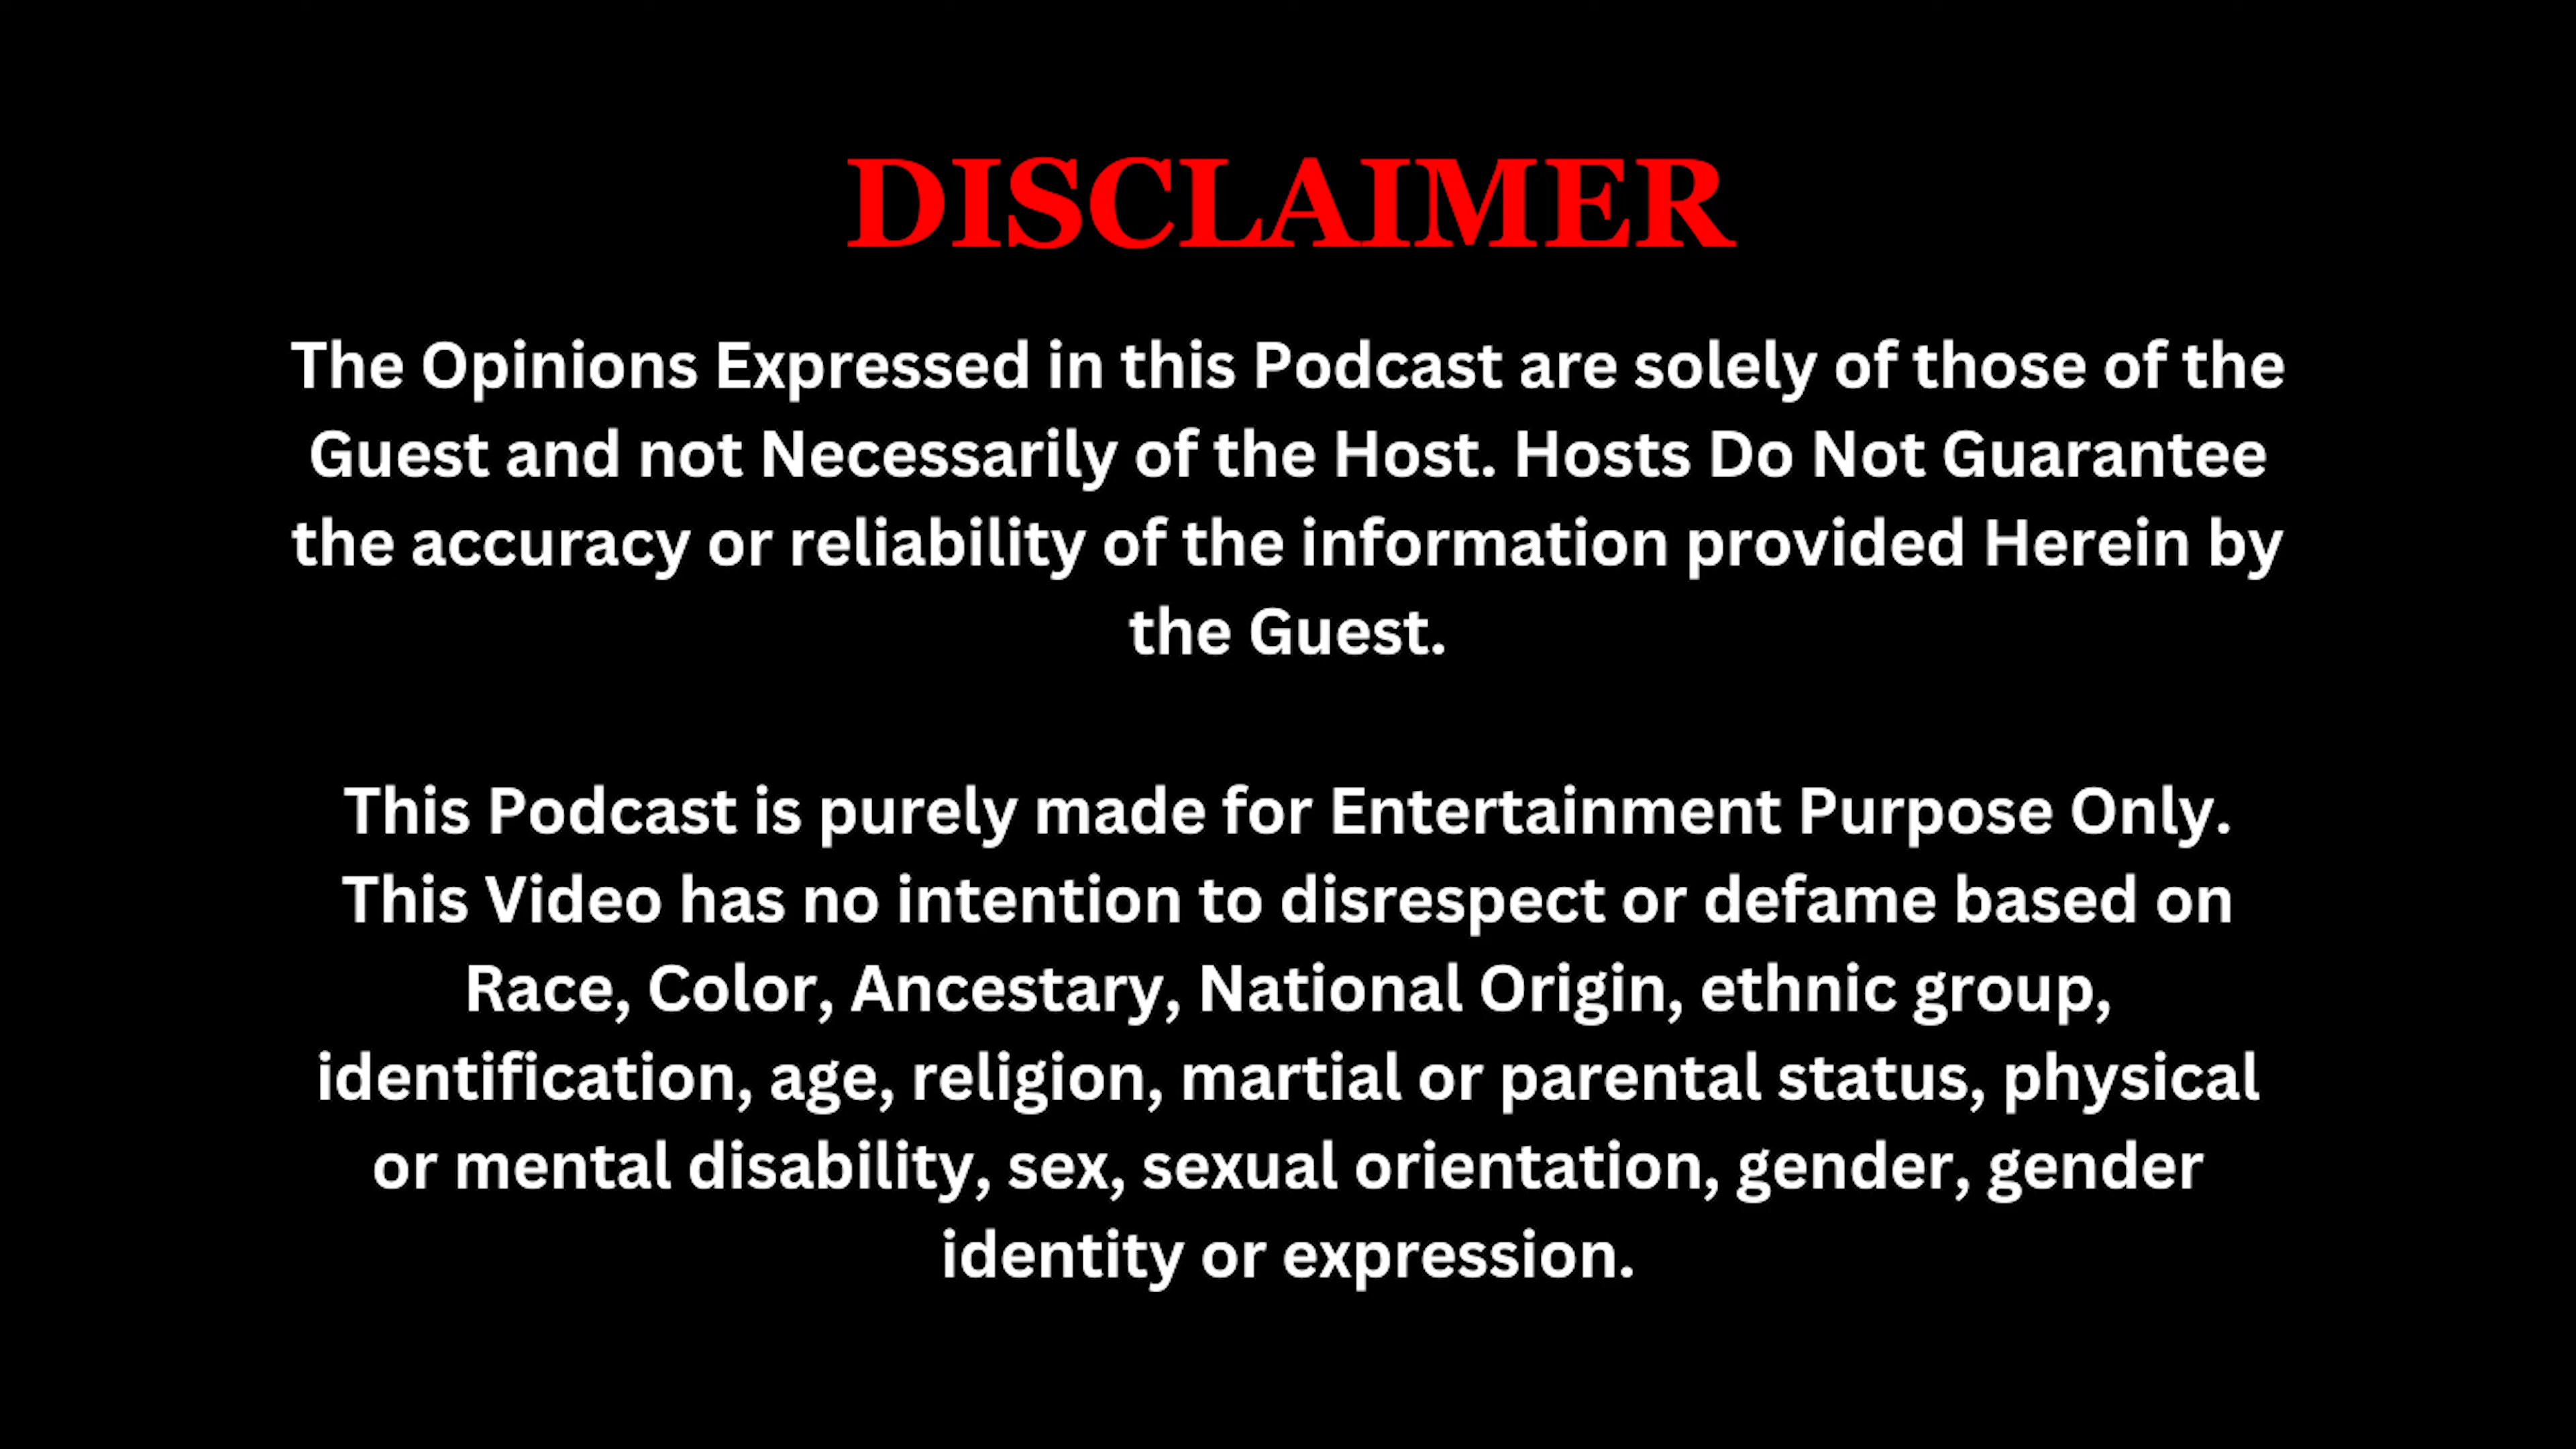 DISCLAIMER
The Opinions Expressed in this Podcast are solely of those of the
Guest and not Necessarily of the Host. Hosts Do Not Guarantee
the accuracy or reliability of the information provided Herein by
the Guest.
This Podcast is purely made for Entertainment Purpose Only.
This Video has no intention to disrespect or defame based on
Race, Color, Ancestary, National Origin, ethnic group,
identification, age, religion, martial or parental status, physical
or mental disability, sex, sexual orientation, gender, gender
identity or expression.